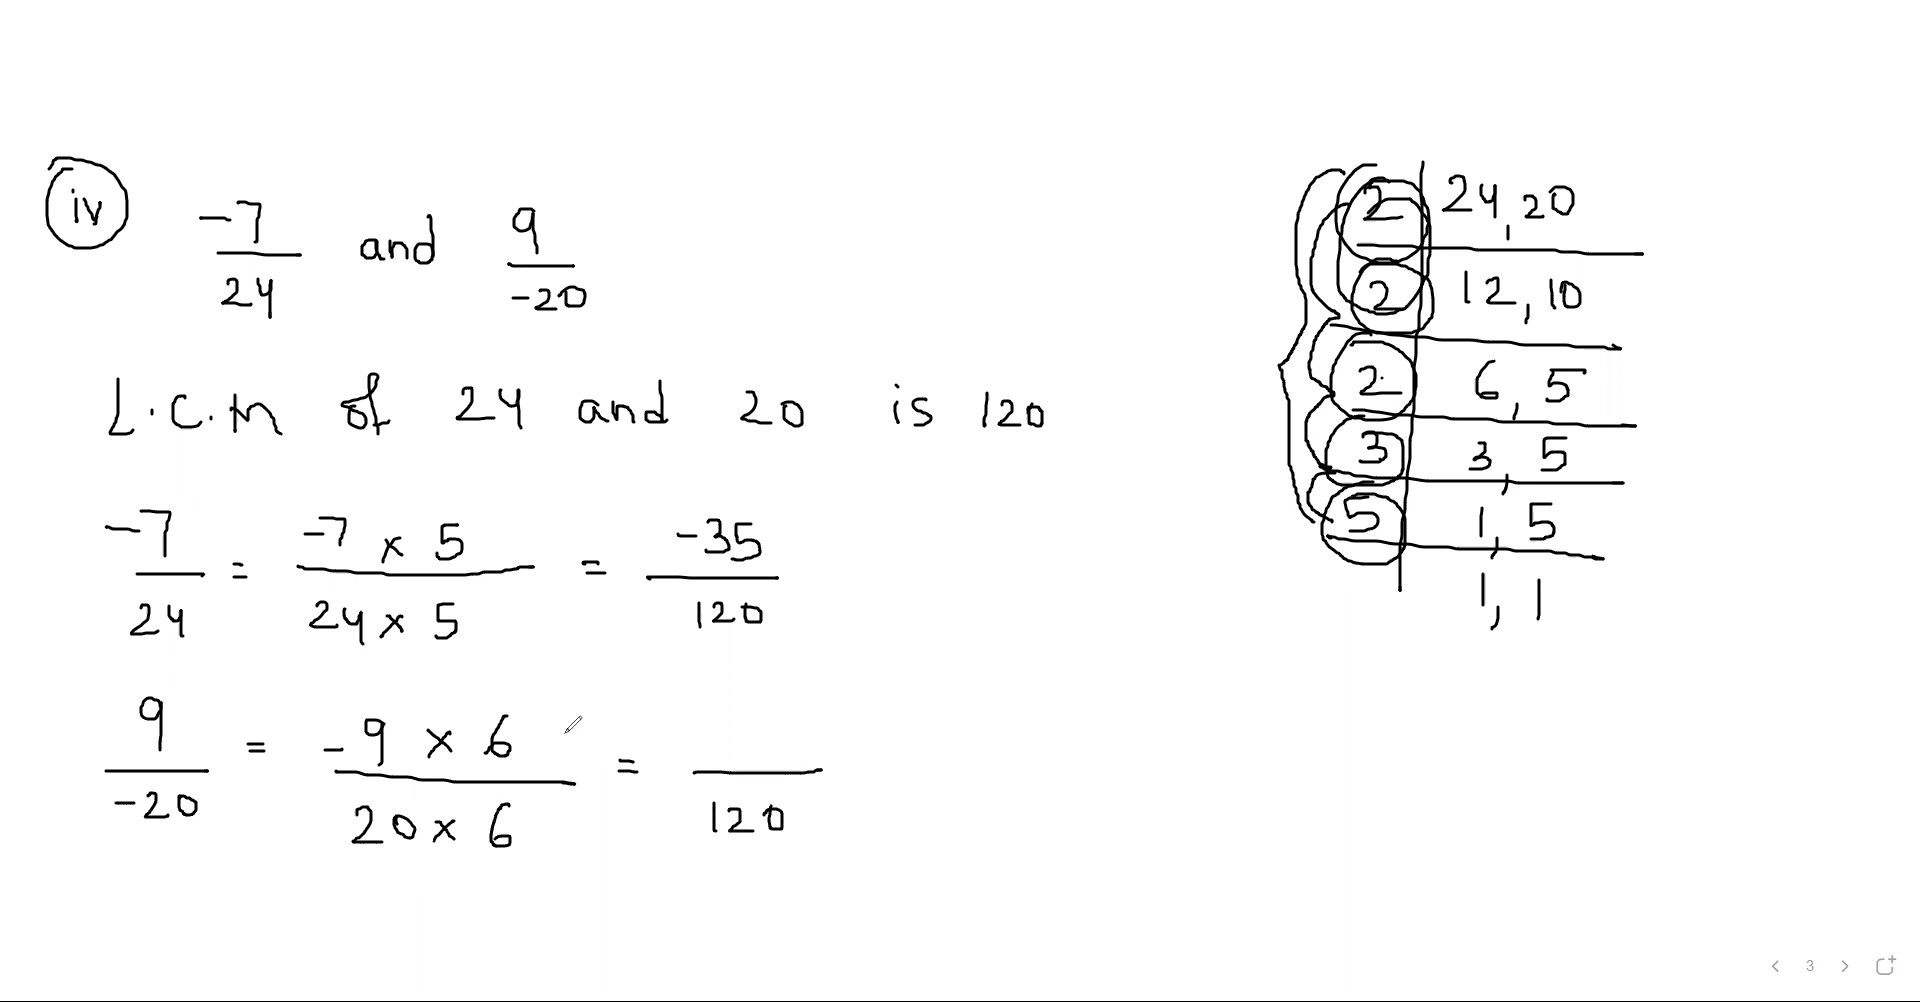 iv -7/24 and 9/-20
L.C.M of 24 and 20 is 120
-7/24 = -7 × 5/24 × 5 = -35/120
9/-20 = -9 × 6/20 × 6 = /120
2 | 24, 20
2 | 12, 10
2 | 6, 5
3 | 3, 5
5 | 1, 5
1, 1
3